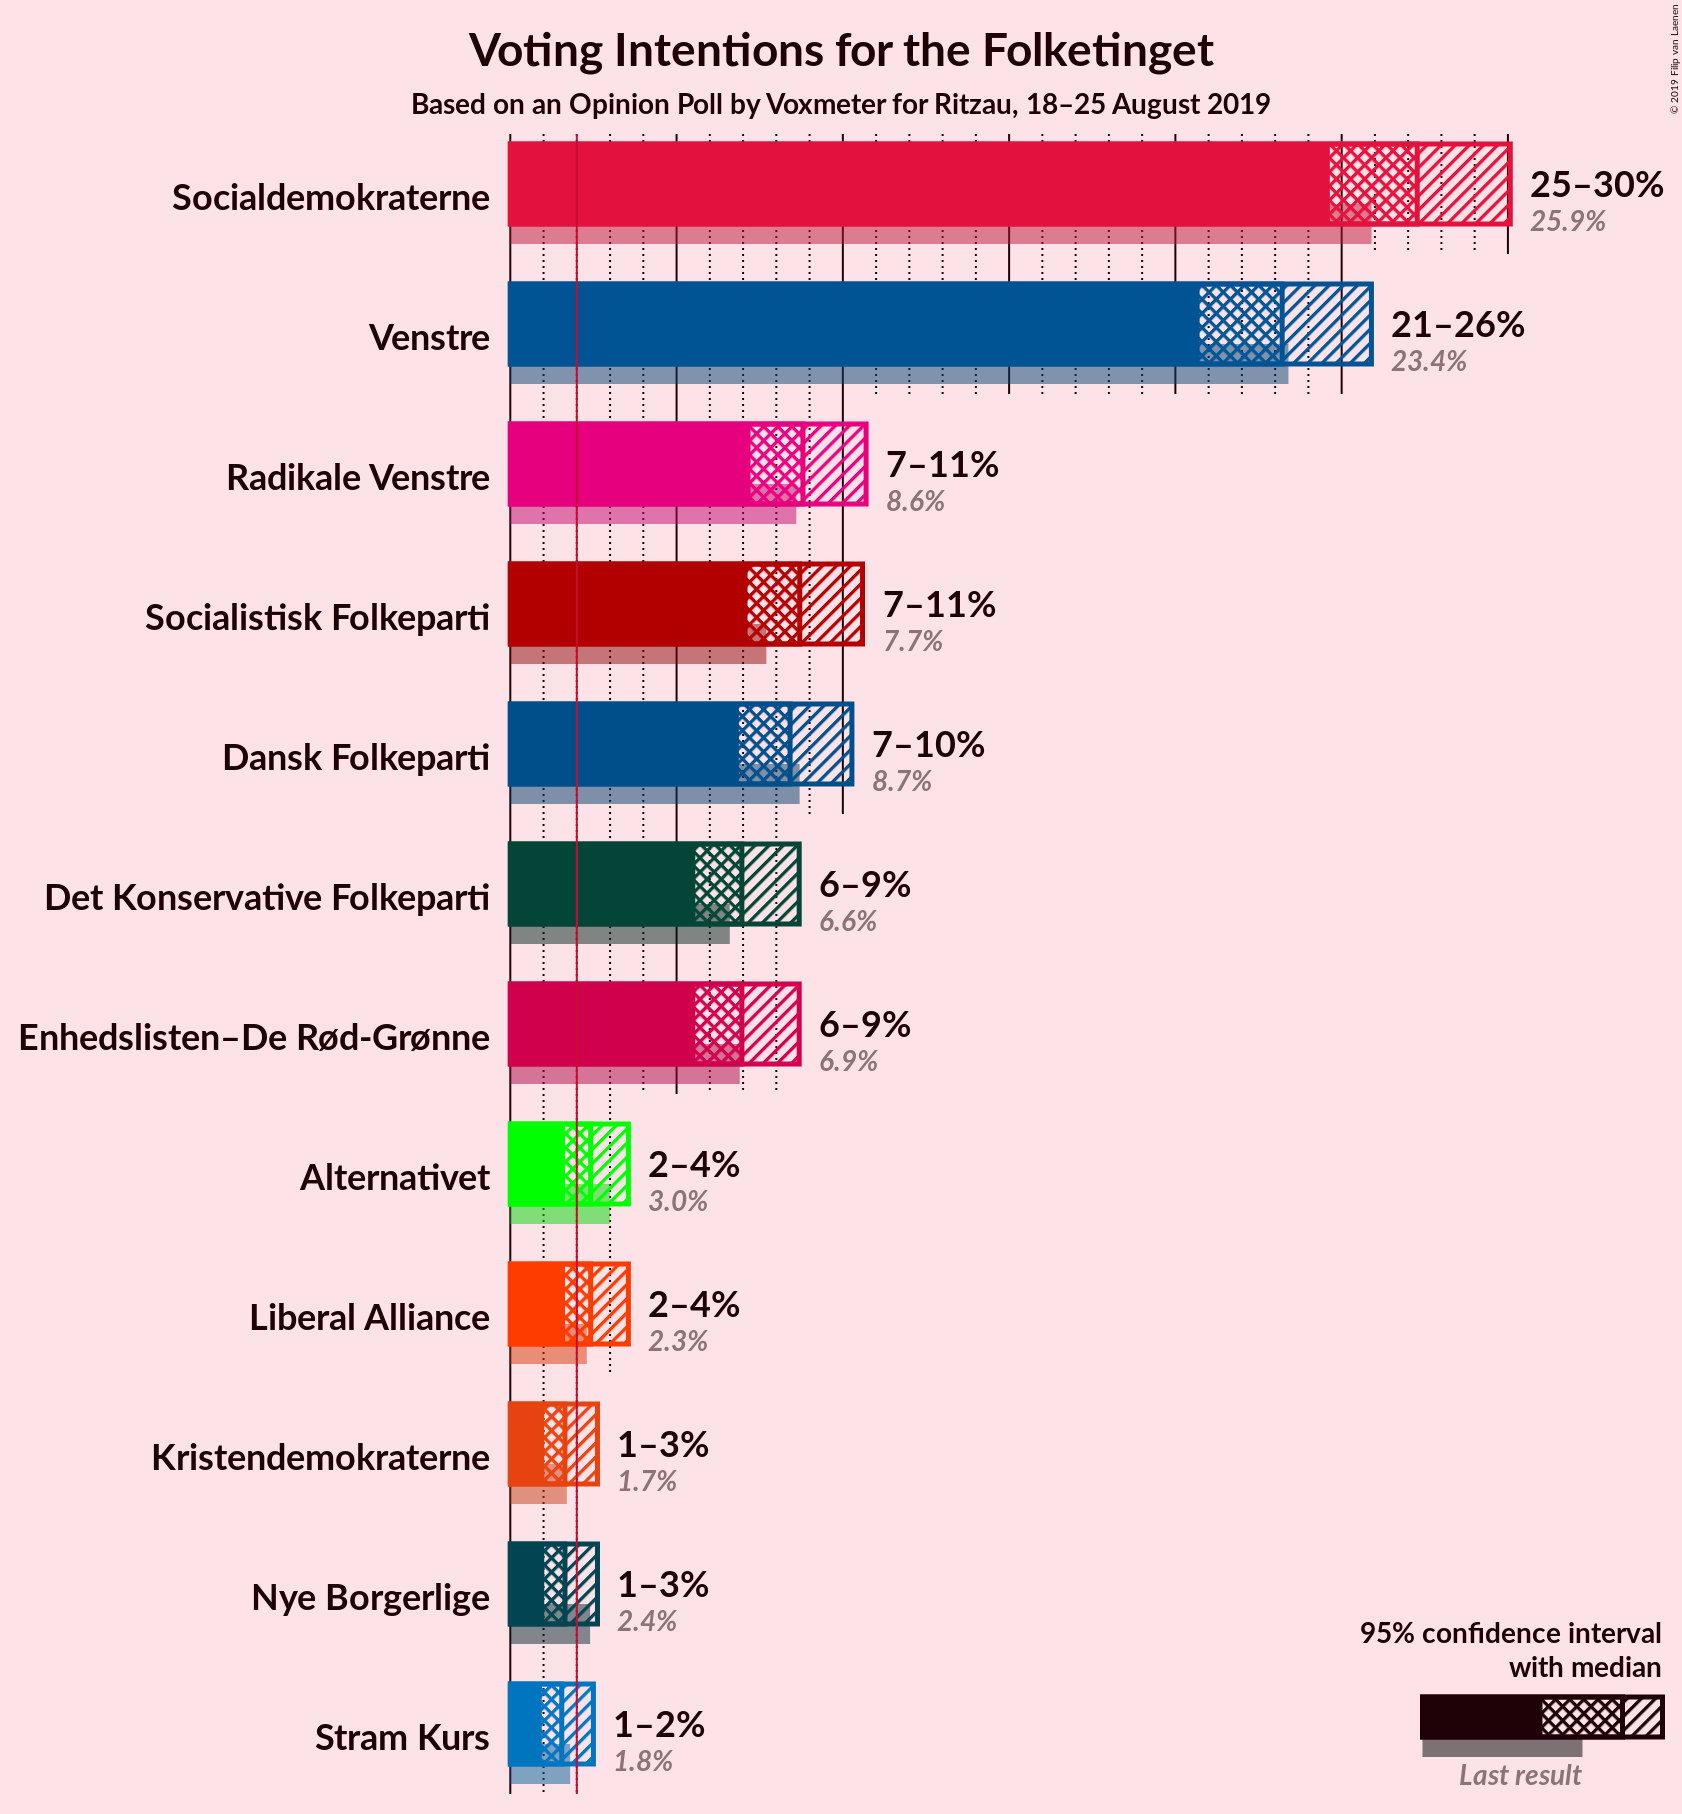 © 2019 Filip van Laenen
Voting Intentions for the Folketinget
Based on an Opinion Poll by Voxmeter for Ritzau, 18–25 August 2019
Socialdemokraterne
25–30%
25.9%
Venstre
21–26%
23.4%
Radikale Venstre
7–11%
8.6%
Socialistisk Folkeparti
7–11%
7.7%
Dansk Folkeparti
7–10%
8.7%
Det Konservative Folkeparti
6–9%
6.6%
Enhedslisten–De Rød-Grønne
6–9%
6.9%
Alternativet
2–4%
3.0%
Liberal Alliance
2–4%
2.3%
Kristendemokraterne
1–3%
1.7%
Nye Borgerlige
1–3%
2.4%
Stram Kurs
1–2%
1.8%
95% confidence interval
with median
Last result